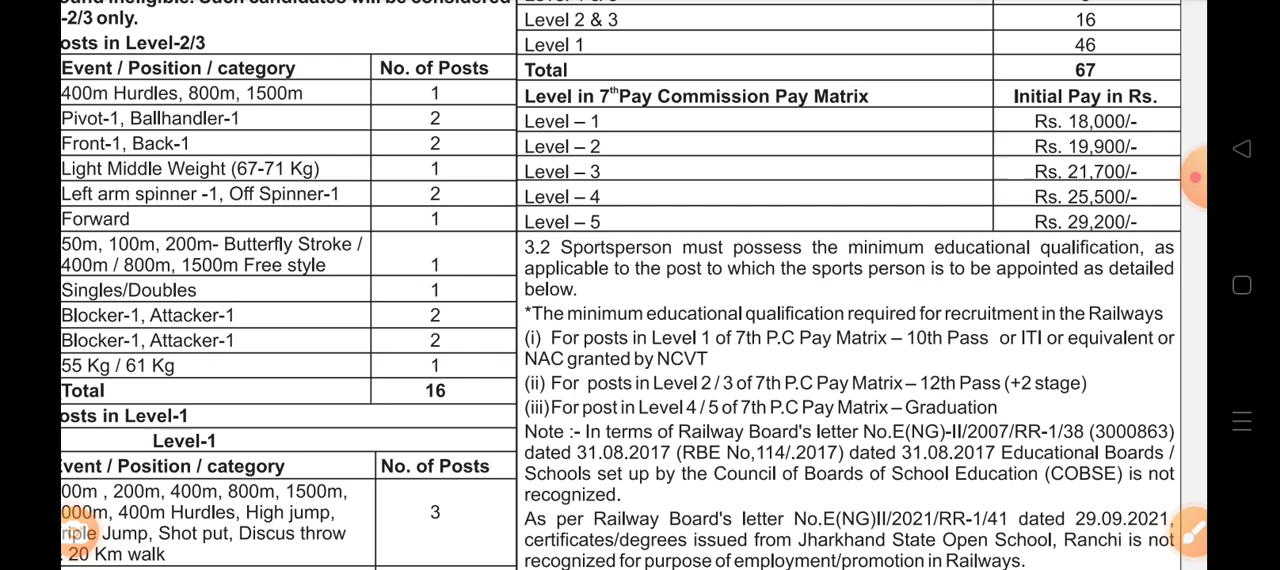 ound ineligible. Such candidates will be considered
-2/3 only.
osts in Level-2/3
Event / Position / category No. of Posts
400m Hurdles, 800m, 1500m 1
Pivot-1, Ballhandler-1 2
Front-1, Back-1 2
Light Middle Weight (67-71 Kg) 1
Left arm spinner -1, Off Spinner-1 2
Forward 1
50m, 100m, 200m- Butterfly Stroke /
400m / 800m, 1500m Free style 1
Singles/Doubles 1
Blocker-1, Attacker-1 2
Blocker-1, Attacker-1 2
55 Kg / 61 Kg 1
Total 16
osts in Level-1
Level-1
Event / Position / category No. of Posts
00m , 200m, 400m, 800m, 1500m,
000m, 400m Hurdles, High jump, 3
riple Jump, Shot put, Discus throw
20 Km walk
Level 2 & 3 16
Level 1 46
Total 67
Level in 7thPay Commission Pay Matrix Initial Pay in Rs.
Level – 1 Rs. 18,000/-
Level – 2 Rs. 19,900/-
Level – 3 Rs. 21,700/-
Level – 4 Rs. 25,500/-
Level – 5 Rs. 29,200/-
3.2 Sportsperson must possess the minimum educational qualification, as
applicable to the post to which the sports person is to be appointed as detailed
below.
*The minimum educational qualification required for recruitment in the Railways
(i) For posts in Level 1 of 7th P.C Pay Matrix – 10th Pass or ITI or equivalent or
NAC granted by NCVT
(ii) For posts in Level 2 / 3 of 7th P.C Pay Matrix – 12th Pass (+2 stage)
(iii)For post in Level 4 / 5 of 7th P.C Pay Matrix – Graduation
Note :- In terms of Railway Board's letter No.E(NG)-II/2007/RR-1/38 (3000863)
dated 31.08.2017 (RBE No,114/.2017) dated 31.08.2017 Educational Boards /
Schools set up by the Council of Boards of School Education (COBSE) is not
recognized.
As per Railway Board's letter No.E(NG)II/2021/RR-1/41 dated 29.09.2021,
certificates/degrees issued from Jharkhand State Open School, Ranchi is not
recognized for purpose of employment/promotion in Railways.